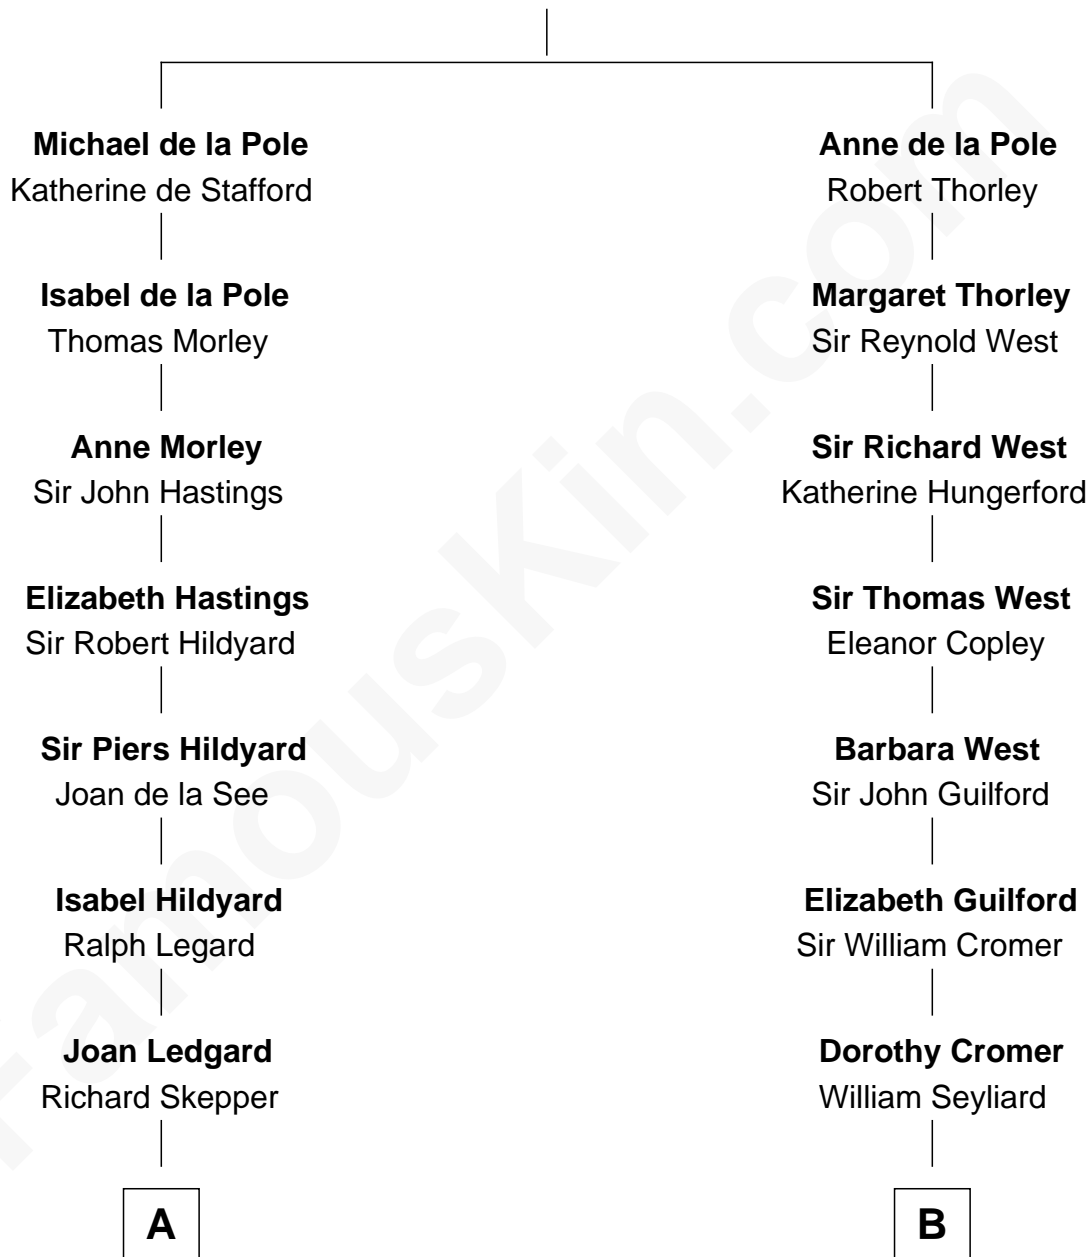 Michael de la Pole
Katherine de Stafford
Anne de la Pole
Robert Thorley
Isabel de la Pole
Thomas Morley
Margaret Thorley
Sir Reynold West
Anne Morley
Sir John Hastings
Sir Richard West
Katherine Hungerford
Elizabeth Hastings
Sir Robert Hildyard
Sir Thomas West
Eleanor Copley
Sir Piers Hildyard
Joan de la See
Barbara West
Sir John Guilford
Isabel Hildyard
Ralph Legard
Elizabeth Guilford
Sir William Cromer
Joan Ledgard
Richard Skepper
Dorothy Cromer
William Seyliard
A
B
FamousKin.com